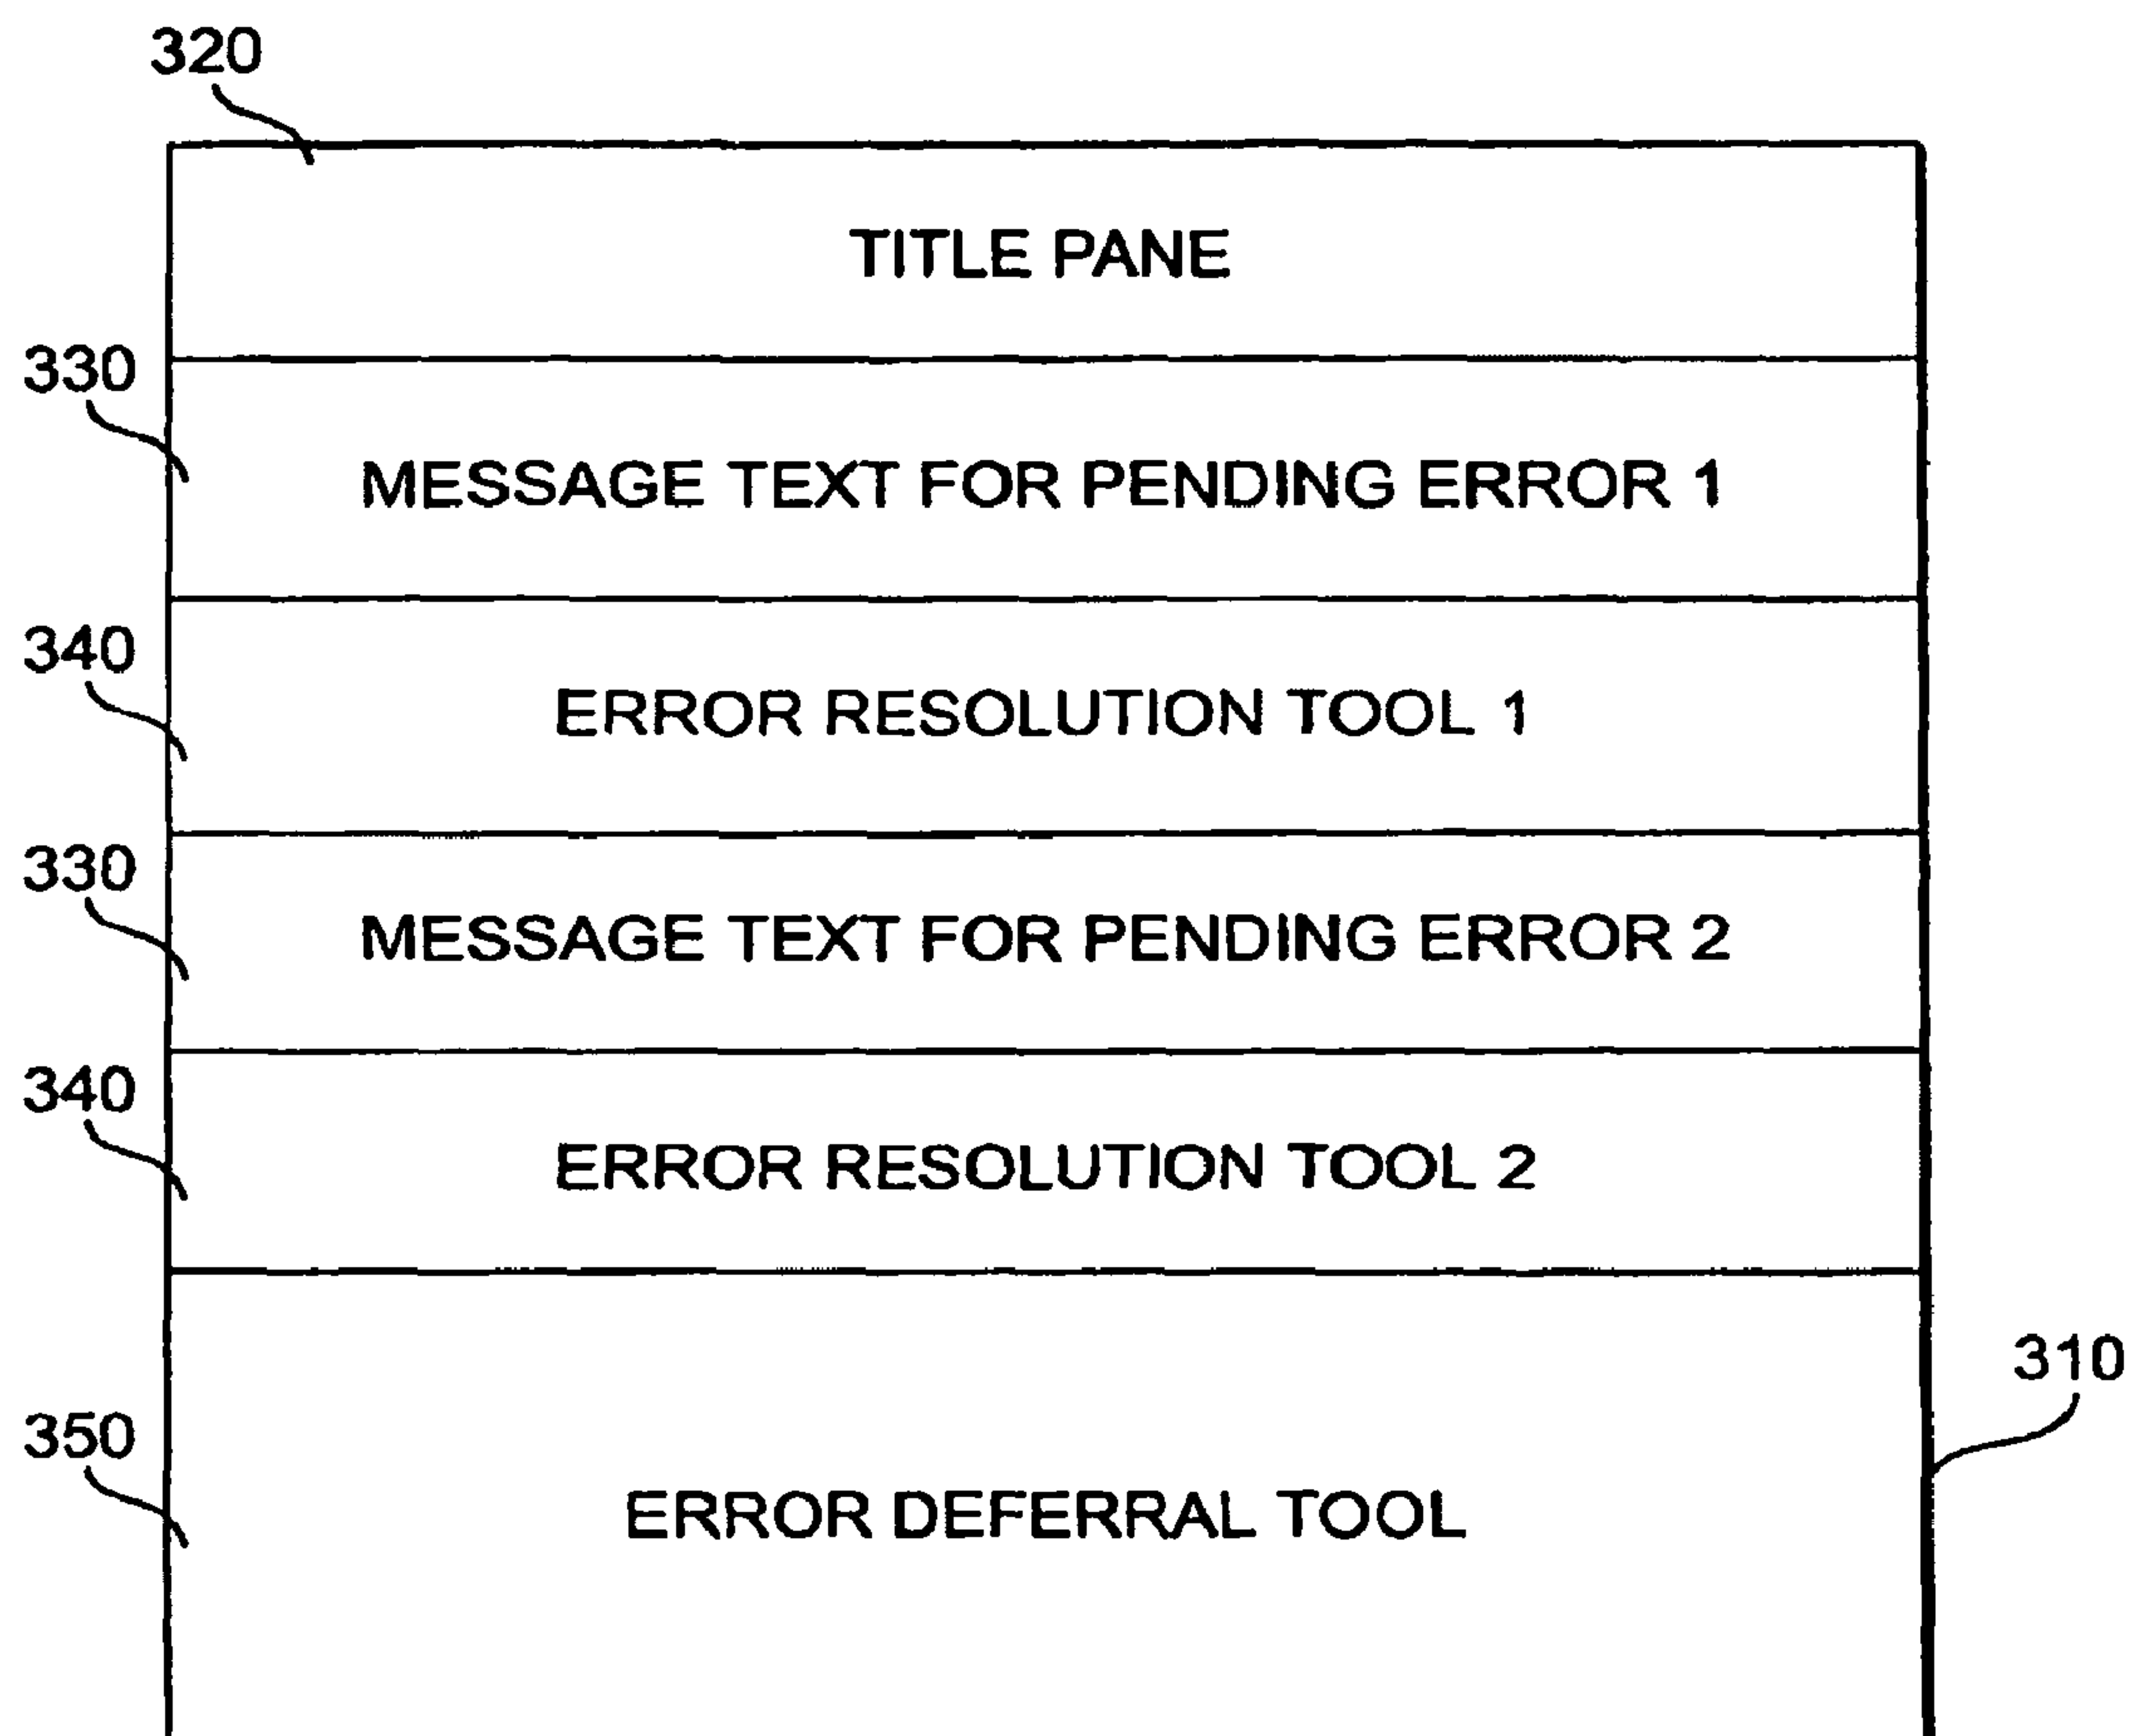 320
TITLE PANE
330
MESSAGE TEXT FOR PENDING ERROR 1
340
ERROR RESOLUTION TOOL 1
330
MESSAGE TEXT FOR PENDING ERROR 2
340
ERROR RESOLUTION TOOL 2
310
350
ERROR DEFERRAL TOOL